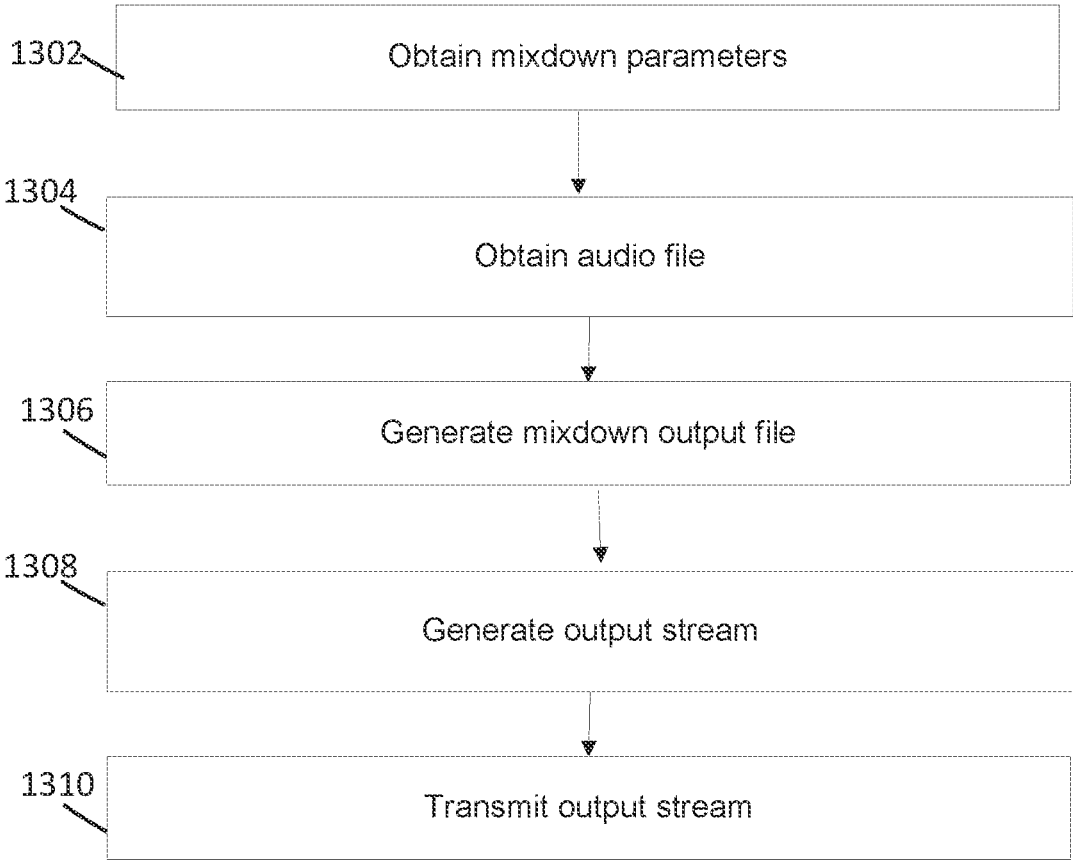 1302
Obtain mixdown parameters
1304
Obtain audio file
1306
Generate mixdown output file
1308
Generate output stream
1310
Transmit output stream